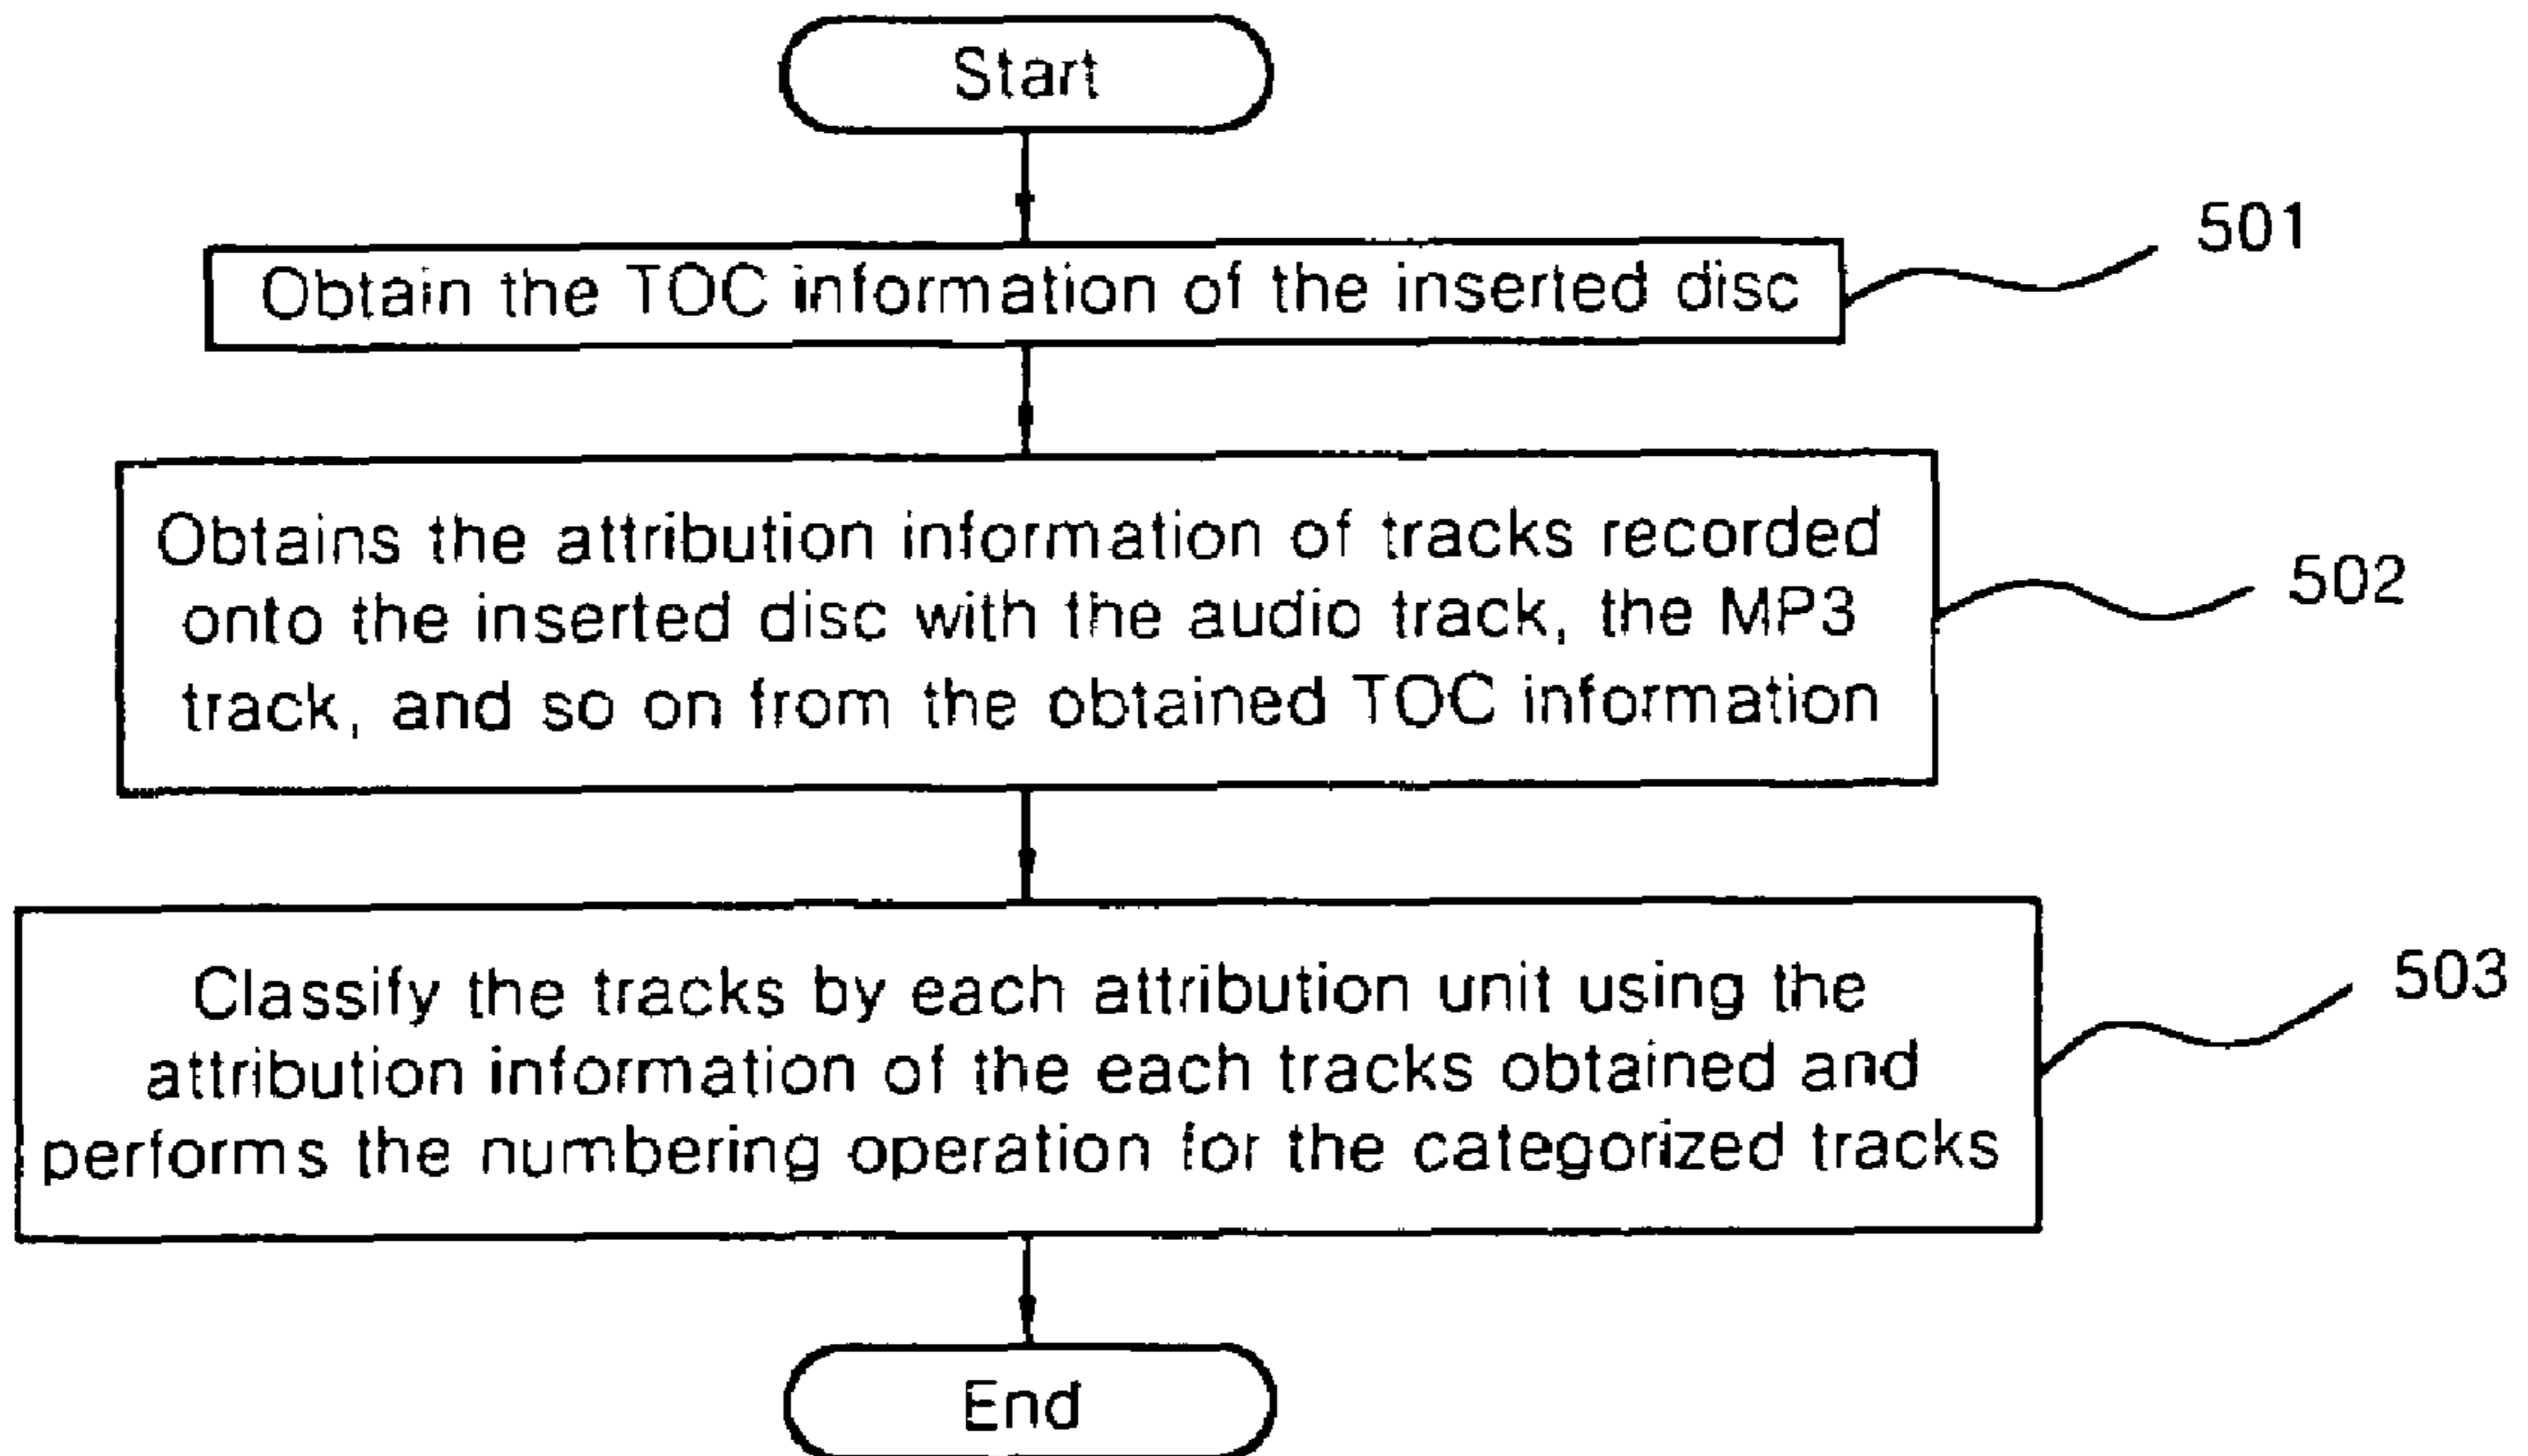 Start
Obtain the TOC information of the inserted disc
501
Obtains the attribution information of tracks recorded
onto the inserted disc with the audio track, the MP3
track, and so on from the obtained TOC information
502
Classify the tracks by each attribution unit using the
attribution information of the each tracks obtained and
performs the numbering operation for the categorized tracks
503
End